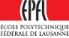 EPFL
ÉCOLE POLYTECHNIQUE
FÉDÉRALE DE LAUSANNE